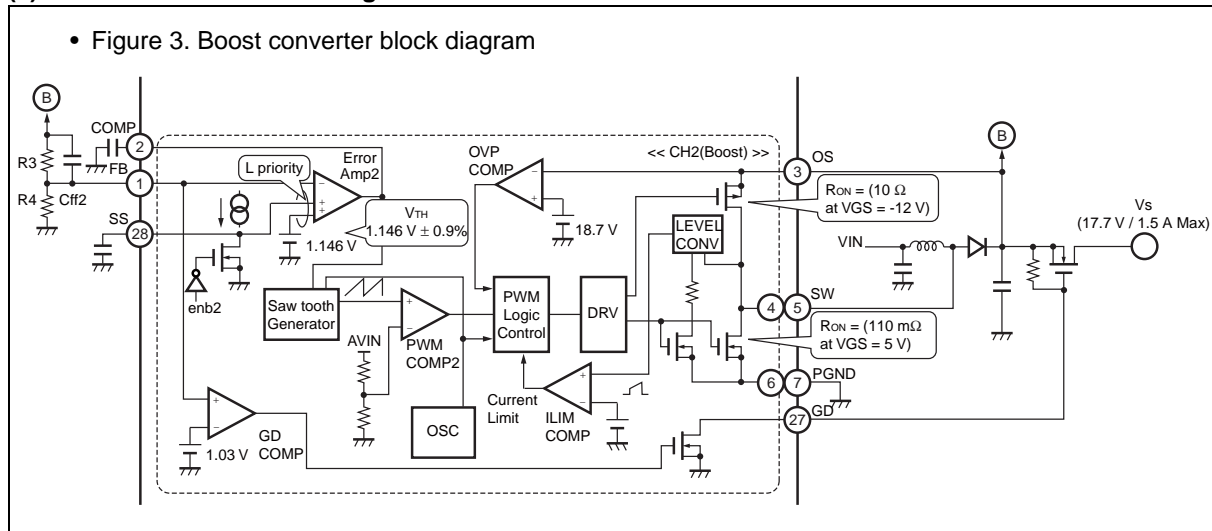 • Figure 3. Boost converter block diagram
B
COMP
2
R3
FB
1
R4
Cff2
SS
28
L priority
Error
Amp2
VTH
1.146 V ± 0.9%
1.146 V
enb2
Saw tooth
Generator
AVIN
PWM
COMP2
OSC
1.03 V
GD
COMP
OVP
COMP
18.7 V
<< CH2(Boost) >>
LEVEL
CONV
PWM
Logic
Control
DRV
Current
Limit
ILIM
COMP
3
OS
RON = (10 Ω
at VGS = -12 V)
4
5
SW
RON = (110 mΩ
at VGS = 5 V)
6
7
PGND
27
GD
B
VIN
Vs
(17.7 V / 1.5 A Max)